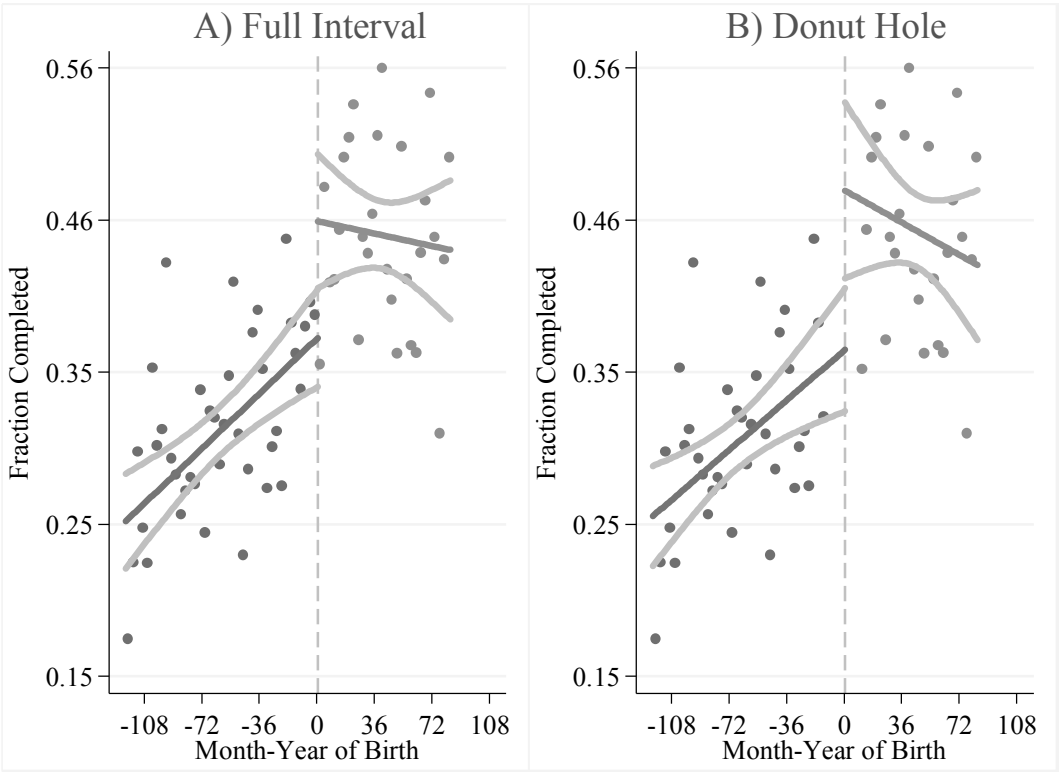 A) Full Interval
0.56
0.46
0.35
0.25
0.15
Fraction Completed
-108 -72 -36 0 36 72 108
Month-Year of Birth
B) Donut Hole
0.56
0.46
0.35
0.25
0.15
Fraction Completed
-108 -72 -36 0 36 72 108
Month-Year of Birth